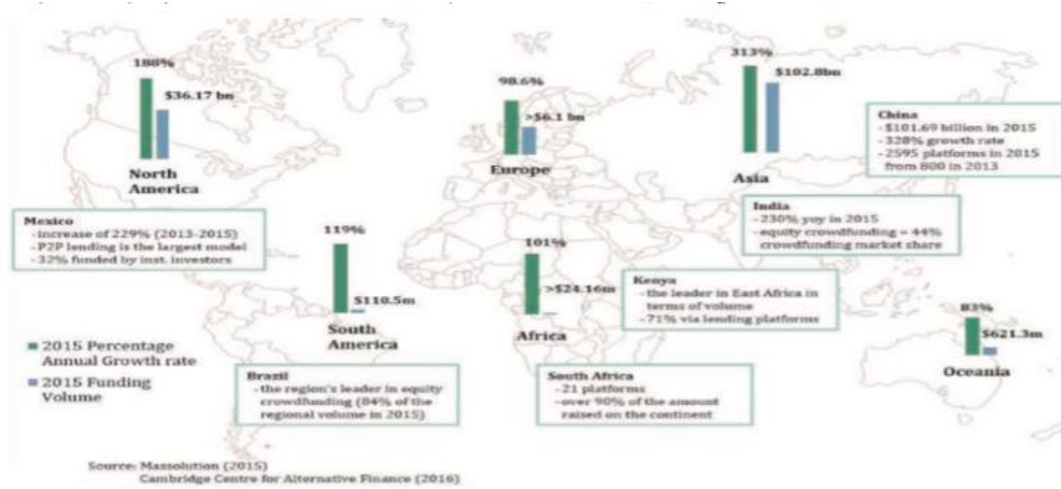 188%
$36.17 bn
North
America
98.6%
>$6.1 bn
Europe
313%
$102.8bn
Asia
China
-$101.69 billion in 2015
-328% growth rate
-2595 platforms in 2015
from 800 in 2013
Mexico
-increase of 229% (2013-2015)
-P2P lending is the largest model
-32% funded by inst. investors
India
-230% yoy in 2015
-equity crowdfunding = 44%
crowdfunding market share
119%
$110.5m
South
America
101%
>$24.16m
Africa
Kenya
-the leader in East Africa in
terms of volume
-71% via lending platforms
83%
$621.3m
Oceania
2015 Percentage
Annual Growth rate
2015 Funding
Volume
Brazil
-the region's leader in equity
crowdfunding (84% of the
regional volume in 2015)
South Africa
-21 platforms
-over 90% of the amount
raised on the continent
Source: Massolution (2015)
Cambridge Centre for Alternative Finance (2016)